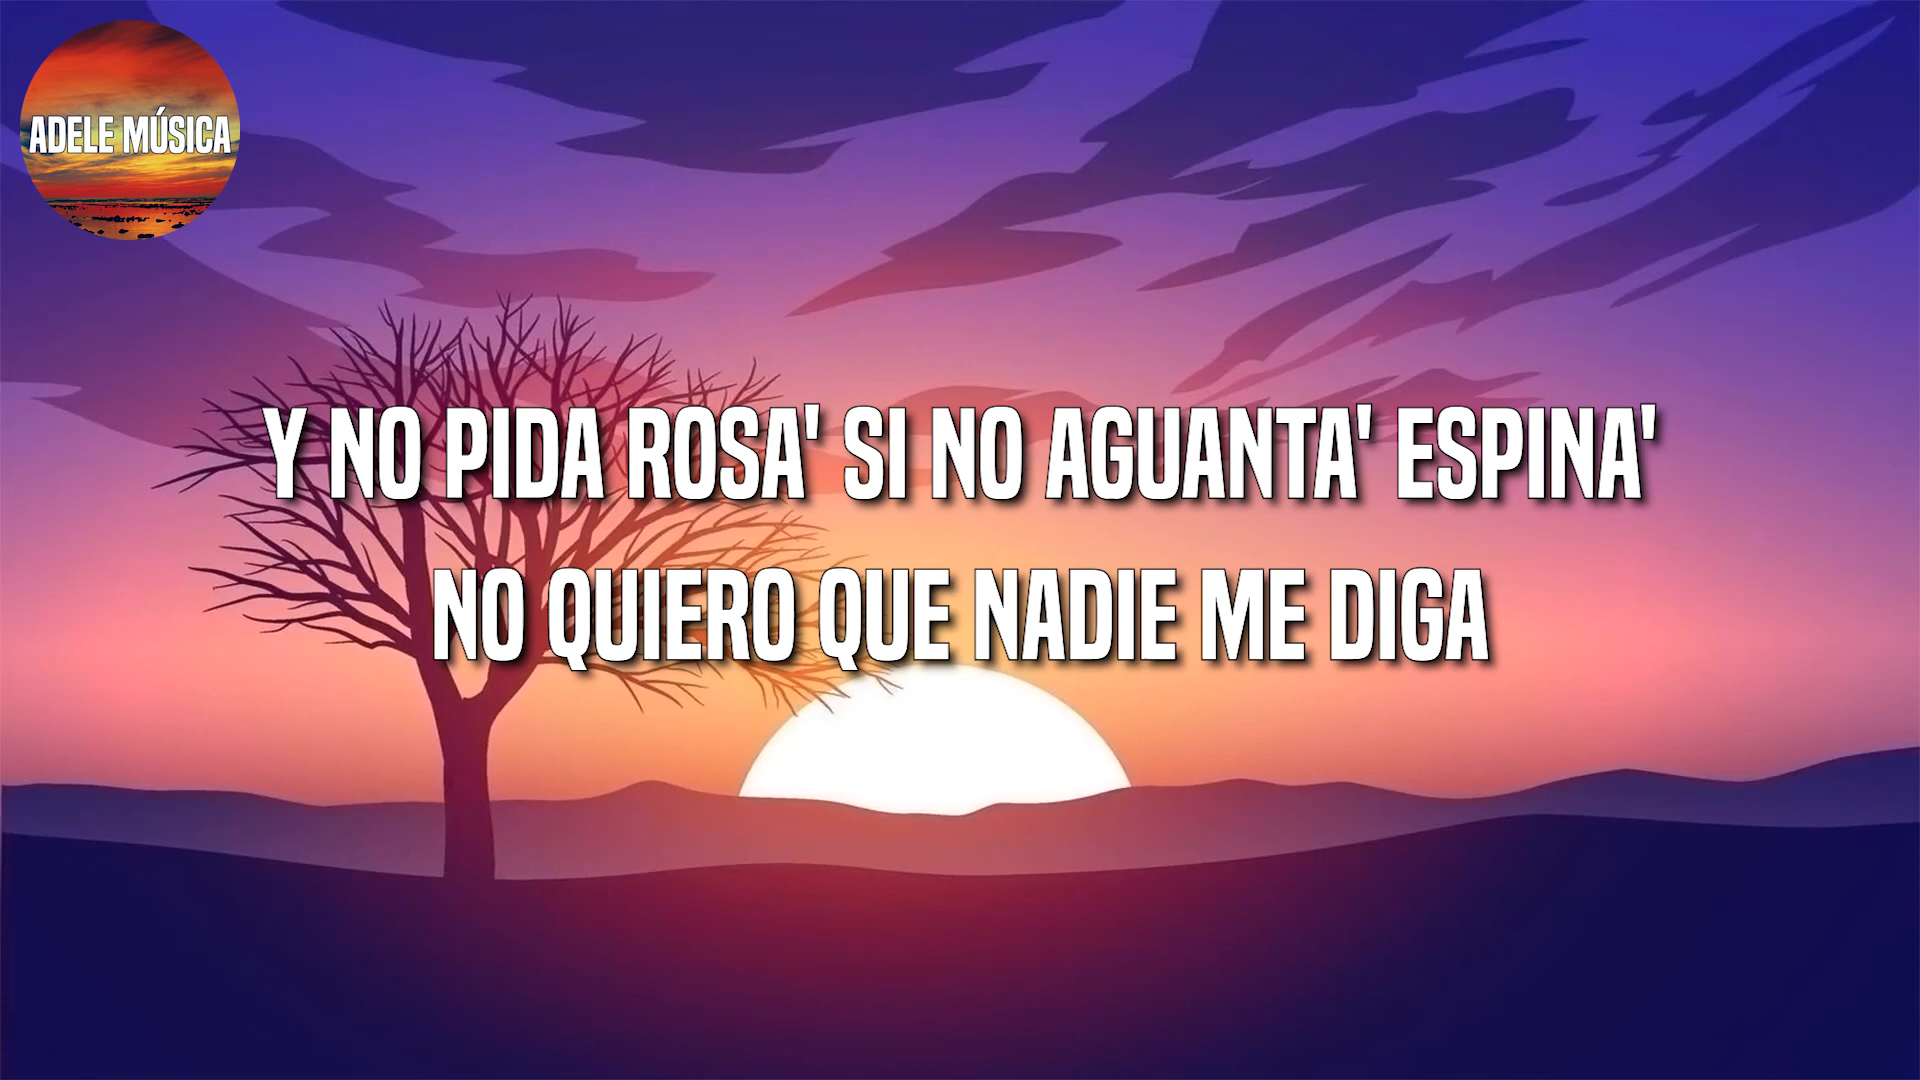 ADELE MÚSICA
Y NO PIDA ROSA' SI NO AGUANTA' ESPINA'
NO QUIERO QUE NADIE ME DIGA